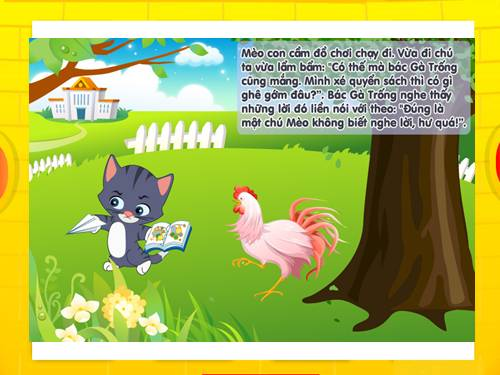 Mèo con cầm đồ chơi chạy đi. Vừa đi chú
ta vừa lẩm bẩm: "Có thế mà bác Gà Trống
cũng mắng. Mình xé quyển sách thì có gì
ghê gớm đâu?". Bác Gà Trống nghe thấy
những lời đó liền nói với theo: "Đúng là
một chú Mèo không biết nghe lời, hư quá!".